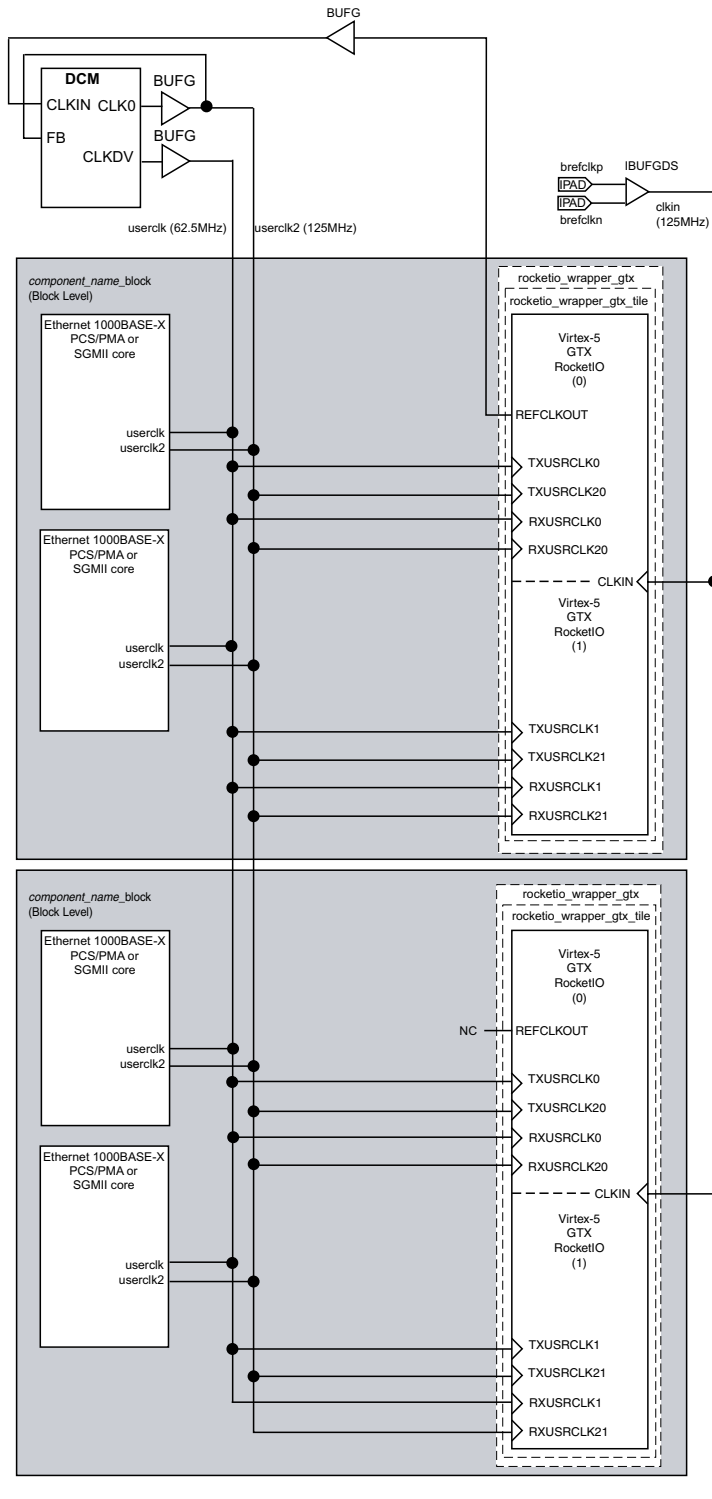 BUFG
DCM
BUFG
CLKIN CLK0
FB
BUFG
CLKDV
brefclkp
IBUFGDS
IPAD
IPAD
brefclkn
clkin
(125MHz)
userclk (62.5MHz)
userclk2 (125MHz)
component_name_block
(Block Level)
rocketio_wrapper_gtx
rocketio_wrapper_gtx_tile
Ethernet 1000BASE-X
PCS/PMA or
SGMII core
userclk
userclk2
Virtex-5
GTX
RocketIO
(0)
REFCLKOUT
TXUSRCLK0
TXUSRCLK20
RXUSRCLK0
RXUSRCLK20
CLKIN
Ethernet 1000BASE-X
PCS/PMA or
SGMII core
userclk
userclk2
Virtex-5
GTX
RocketIO
(1)
TXUSRCLK1
TXUSRCLK21
RXUSRCLK1
RXUSRCLK21
component_name_block
(Block Level)
rocketio_wrapper_gtx
rocketio_wrapper_gtx_tile
Ethernet 1000BASE-X
PCS/PMA or
SGMII core
userclk
userclk2
Virtex-5
GTX
RocketIO
(0)
NC
REFCLKOUT
TXUSRCLK0
TXUSRCLK20
RXUSRCLK0
RXUSRCLK20
CLKIN
Ethernet 1000BASE-X
PCS/PMA or
SGMII core
userclk
userclk2
Virtex-5
GTX
RocketIO
(1)
TXUSRCLK1
TXUSRCLK21
RXUSRCLK1
RXUSRCLK21